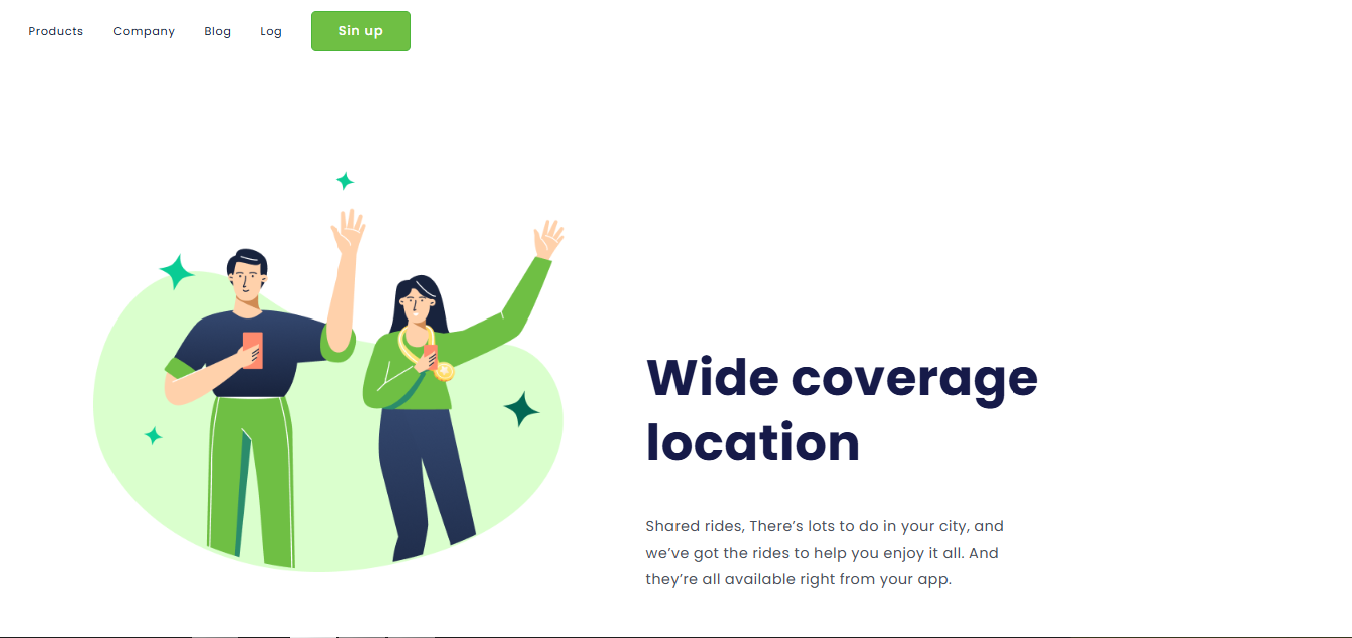 Products Company Blog Log Sin up
Wide coverage
location
Shared rides, There’s lots to do in your city, and
we’ve got the rides to help you enjoy it all. And
they’re all available right from your app.